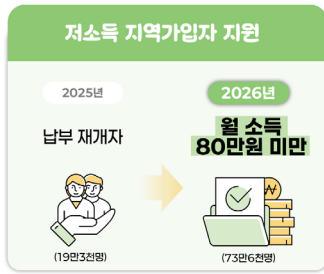 저소득 지역가입자 지원
2025년
2026년
납부 재개자
월 소득
80만원 미만
₩
(19만3천명)
(73만6천명)